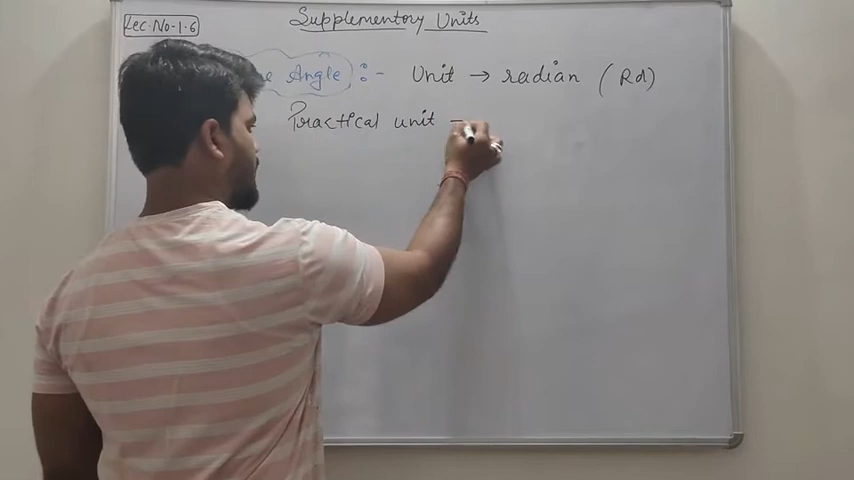 Lec. No-1.6
Supplementory Units
Angle :- Unit → radian (Rd)
Practical unit -